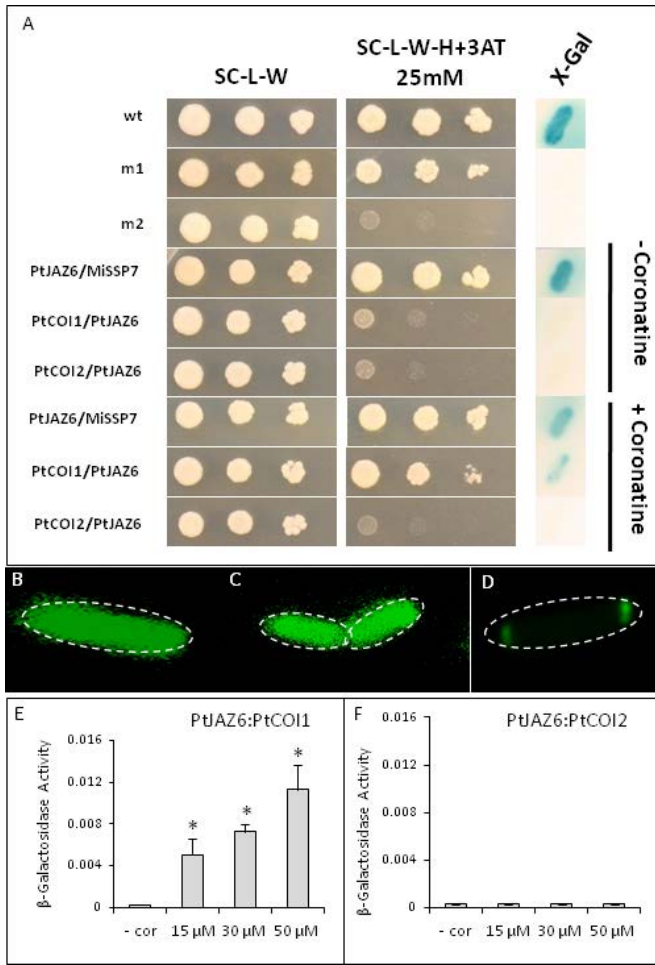 A
SC-L-W
SC-L-W-H+3AT
25mM
X-Gal
wt
m1
m2
PtJAZ6/MiSSP7
PtCOI1/PtJAZ6
PtCOI2/PtJAZ6
- Coronatine
PtJAZ6/MiSSP7
PtCOI1/PtJAZ6
PtCOI2/PtJAZ6
+ Coronatine
B
C
D
E
PtJAZ6:PtCOI1
β-Galactosidase Activity
0.016
0.012
0.008
0.004
0
*
*
*
- cor
15 µM
30 µM
50 µM
F
PtJAZ6:PtCOI2
β-Galactosidase Activity
0.016
0.012
0.008
0.004
0
- cor
15 µM
30 µM
50 µM